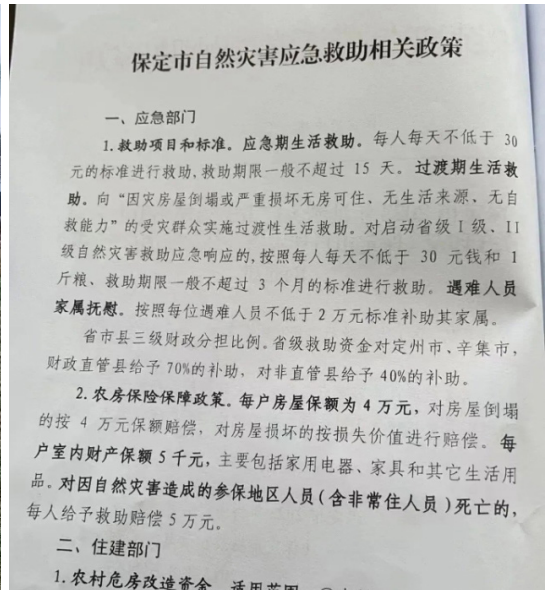 保定市自然灾害应急救助相关政策
一、应急部门
1.救助项目和标准。应急期生活救助。每人每天不低于 30
元的标准进行救助,救助期限一般不超过 15 天。过渡期生活救
助。向“因灾房屋倒塌或严重损坏无房可住、无生活来源、无自
救能力”的受灾群众实施过渡性生活救助。对启动省级 I 级、II
级自然灾害救助应急响应的,按照每人每天不低于 30 元钱和 1
斤粮、救助期限一般不超过 3 个月的标准进行救助。遇难人员
家属抚慰。按照每位遇难人员不低于 2 万元标准补助其家属。
省市县三级财政分担比例。省级救助资金对定州市、辛集市,
财政直管县给予 70%的补助,对非直管县给予 40%的补助。
2.农房保险保障政策。每户房屋保额为 4 万元,对房屋倒塌
的按 4 万元保额赔偿,对房屋损坏的按损失价值进行赔偿。每
户室内财产保额 5 千元,主要包括家用电器、家具和其它生活用
品。对因自然灾害造成的参保地区人员(含非常住人员)死亡的,
每人给予救助赔偿 5 万元。
二、住建部门
1.农村危房改造资金。适用范围